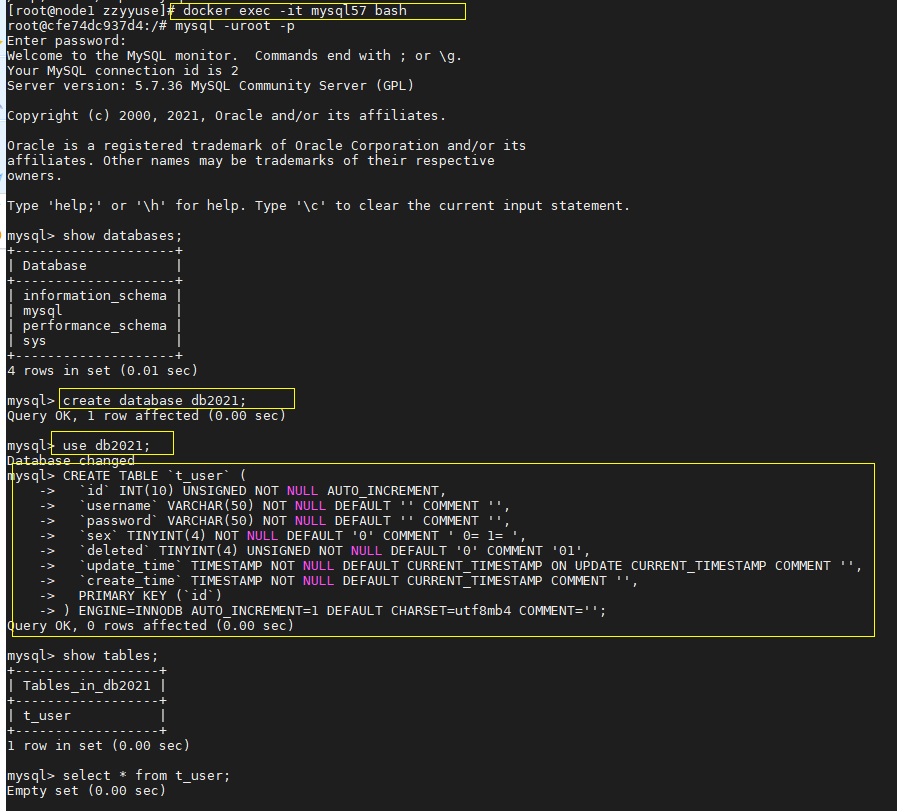 [root@node1 zzyyuse]# docker exec -it mysql57 bash
root@cfe74dc937d4:/# mysql -uroot -p
Enter password:
Welcome to the MySQL monitor.  Commands end with ; or \g.
Your MySQL connection id is 2
Server version: 5.7.36 MySQL Community Server (GPL)
Copyright (c) 2000, 2021, Oracle and/or its affiliates.
Oracle is a registered trademark of Oracle Corporation and/or its
affiliates. Other names may be trademarks of their respective
owners.
Type 'help;' or '\h' for help. Type '\c' to clear the current input statement.
mysql> show databases;
+--------------------+
| Database           |
+--------------------+
| information_schema |
| mysql              |
| performance_schema |
| sys                |
+--------------------+
4 rows in set (0.01 sec)
mysql> create database db2021;
Query OK, 1 row affected (0.00 sec)
mysql> use db2021;
Database changed
mysql> CREATE TABLE `t_user` (
    ->   `id` INT(10) UNSIGNED NOT NULL AUTO_INCREMENT,
    ->   `username` VARCHAR(50) NOT NULL DEFAULT '' COMMENT '',
    ->   `password` VARCHAR(50) NOT NULL DEFAULT '' COMMENT '',
    ->   `sex` TINYINT(4) NOT NULL DEFAULT '0' COMMENT ' 0= 1= ',
    ->   `deleted` TINYINT(4) UNSIGNED NOT NULL DEFAULT '0' COMMENT '01',
    ->   `update_time` TIMESTAMP NOT NULL DEFAULT CURRENT_TIMESTAMP ON UPDATE CURRENT_TIMESTAMP COMMENT '',
    ->   `create_time` TIMESTAMP NOT NULL DEFAULT CURRENT_TIMESTAMP COMMENT '',
    ->   PRIMARY KEY (`id`)
    -> ) ENGINE=INNODB AUTO_INCREMENT=1 DEFAULT CHARSET=utf8mb4 COMMENT='';
Query OK, 0 rows affected (0.00 sec)
mysql> show tables;
+------------------+
| Tables_in_db2021 |
+------------------+
| t_user           |
+------------------+
1 row in set (0.00 sec)
mysql> select * from t_user;
Empty set (0.00 sec)